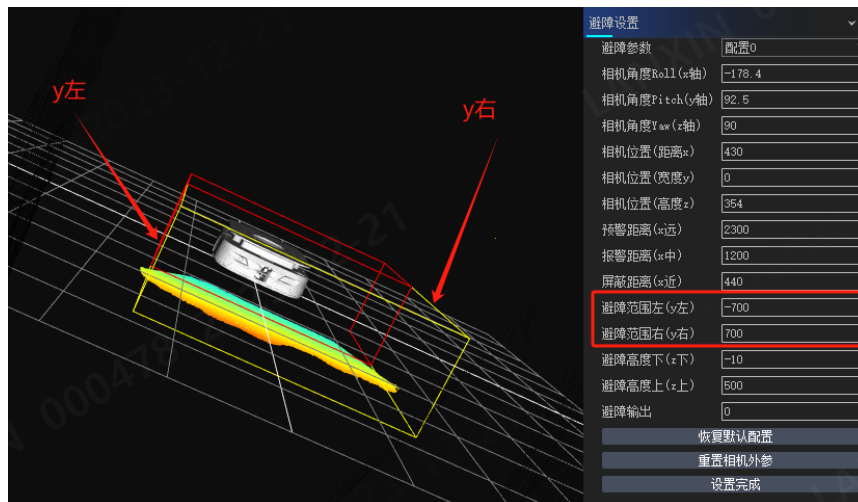 避障设置
避障参数 配置0
相机角度Roll(x轴) -178.4
相机角度Pitch(y轴) 92.5
相机角度Yaw(z轴) 90
相机位置(距离x) 430
相机位置(宽度y) 0
相机位置(高度z) 354
预警距离(x远) 2300
报警距离(x中) 1200
屏蔽距离(x近) 440
避障范围左(y左) -700
避障范围右(y右) 700
避障高度下(z下) -10
避障高度上(z上) 500
避障输出 0
恢复默认配置
重置相机外参
设置完成
y左
y右